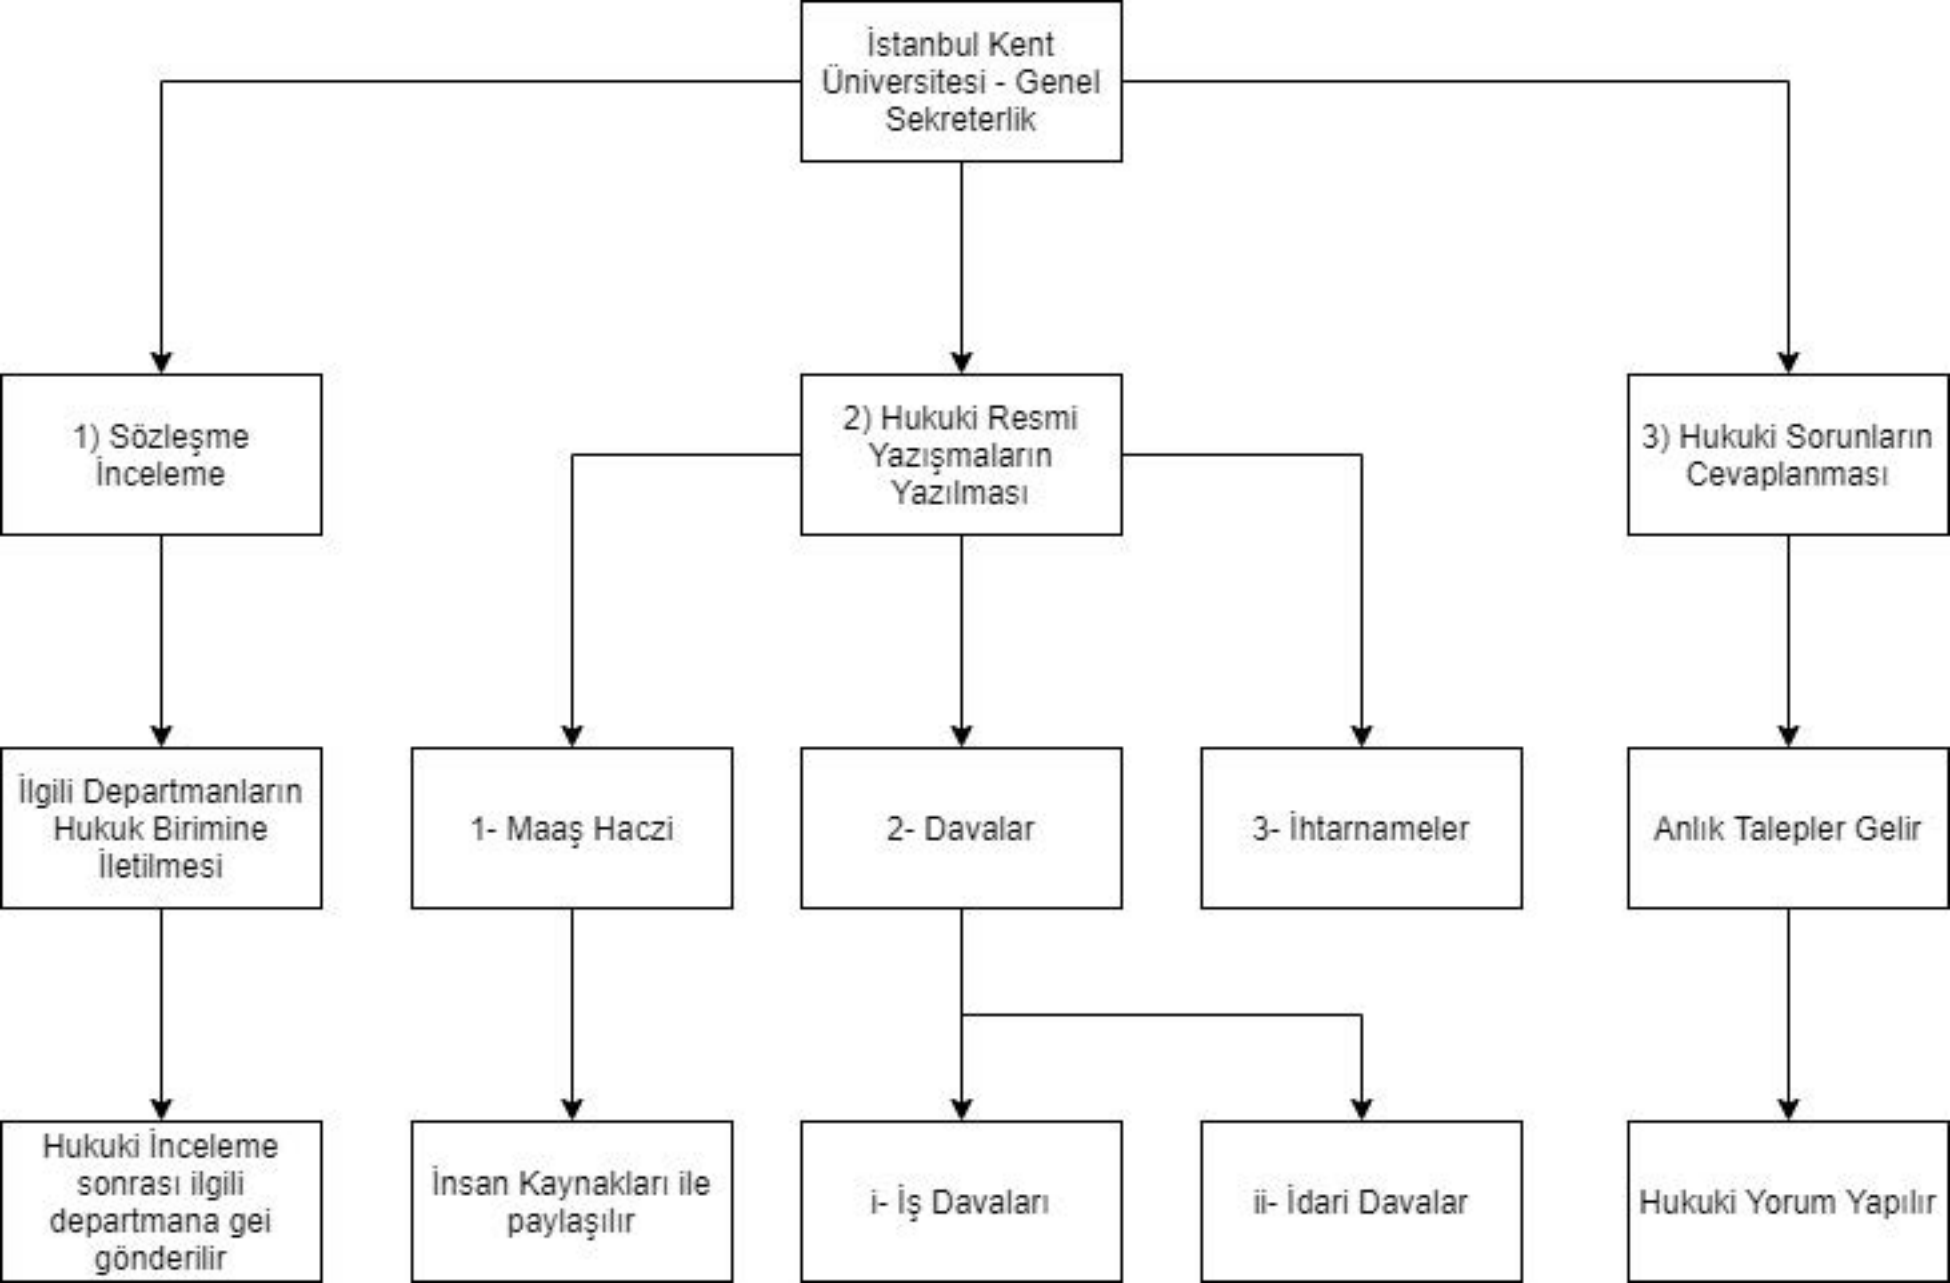 İstanbul Kent
Üniversitesi - Genel
Sekreterlik
1) Sözleşme
İnceleme
2) Hukuki Resmi
Yazışmaların
Yazılması
3) Hukuki Sorunların
Cevaplanması
İlgili Departmanların
Hukuk Birimine
İletilmesi
1- Maaş Haczi
2- Davalar
3- İhtarnameler
Anlık Talepler Gelir
Hukuki İnceleme
sonrası ilgili
departmana gei
gönderilir
İnsan Kaynakları ile
paylaşılır
i- İş Davaları
ii- İdari Davalar
Hukuki Yorum Yapılır